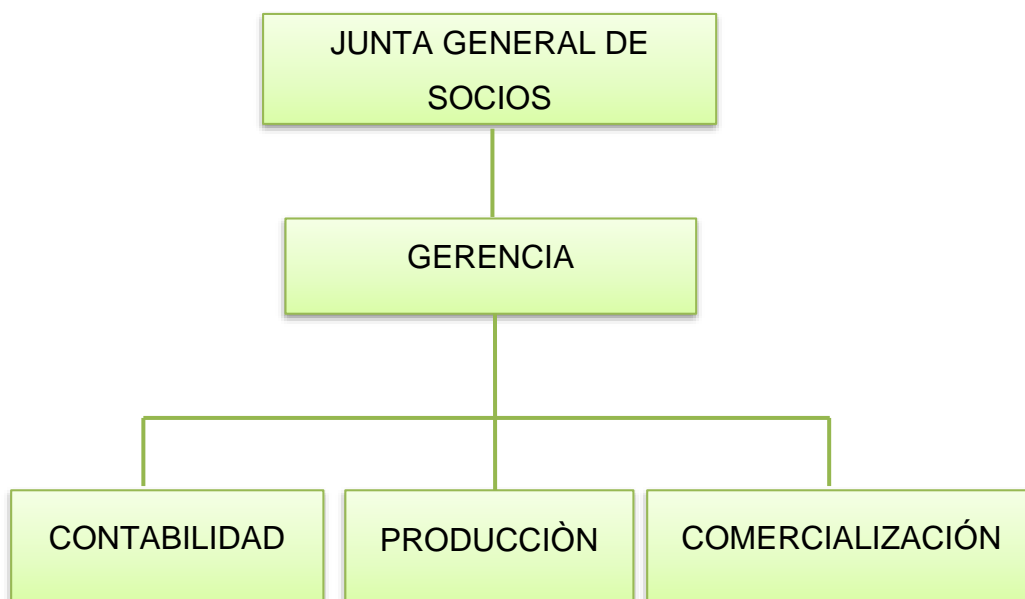 JUNTA GENERAL DE
SOCIOS
GERENCIA
CONTABILIDAD
PRODUCCIÒN
COMERCIALIZACIÓN